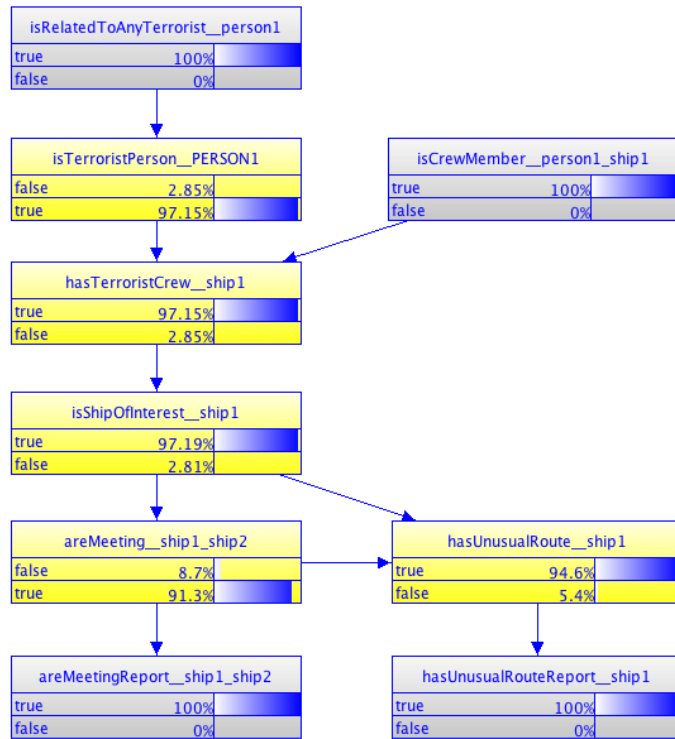 isRelatedToAnyTerrorist__person1
true 100%
false 0%
isTerroristPerson__PERSON1
false 2.85%
true 97.15%
isCrewMember__person1_ship1
true 100%
false 0%
hasTerroristCrew__ship1
true 97.15%
false 2.85%
isShipOfInterest__ship1
true 97.19%
false 2.81%
areMeeting__ship1_ship2
false 8.7%
true 91.3%
hasUnusualRoute__ship1
true 94.6%
false 5.4%
areMeetingReport__ship1_ship2
true 100%
false 0%
hasUnusualRouteReport__ship1
true 100%
false 0%